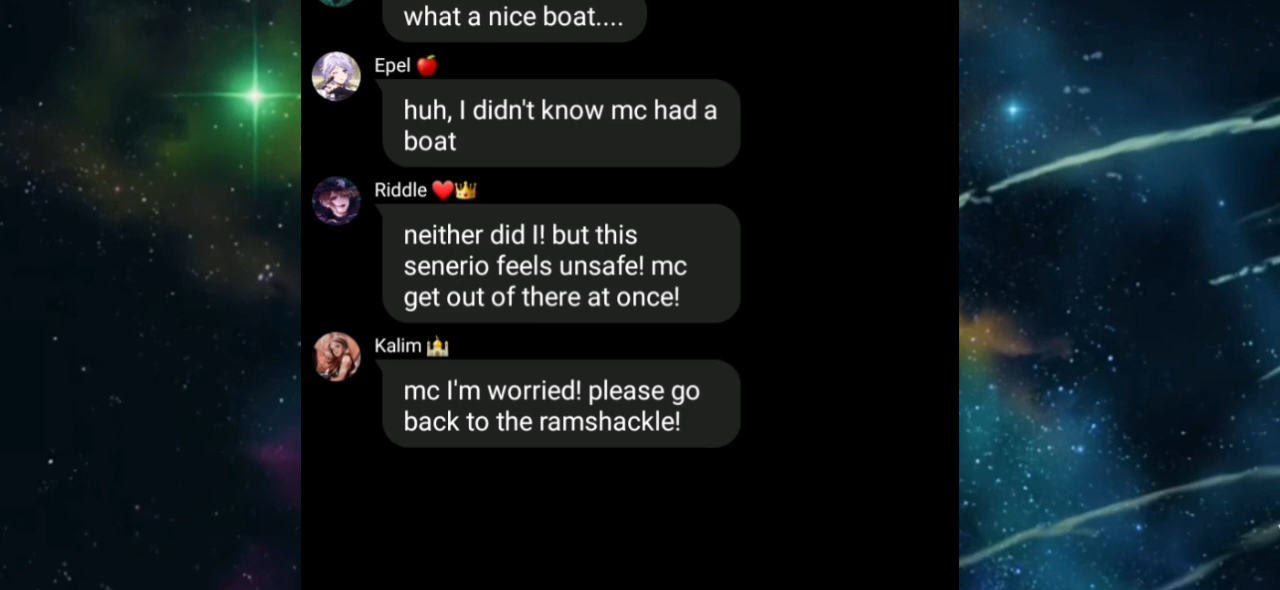 what a nice boat....
Epel 🍎
huh, I didn't know mc had a
boat
Riddle ❤️👑
neither did I! but this
senerio feels unsafe! mc
get out of there at once!
Kalim 🕌
mc I'm worried! please go
back to the ramshackle!